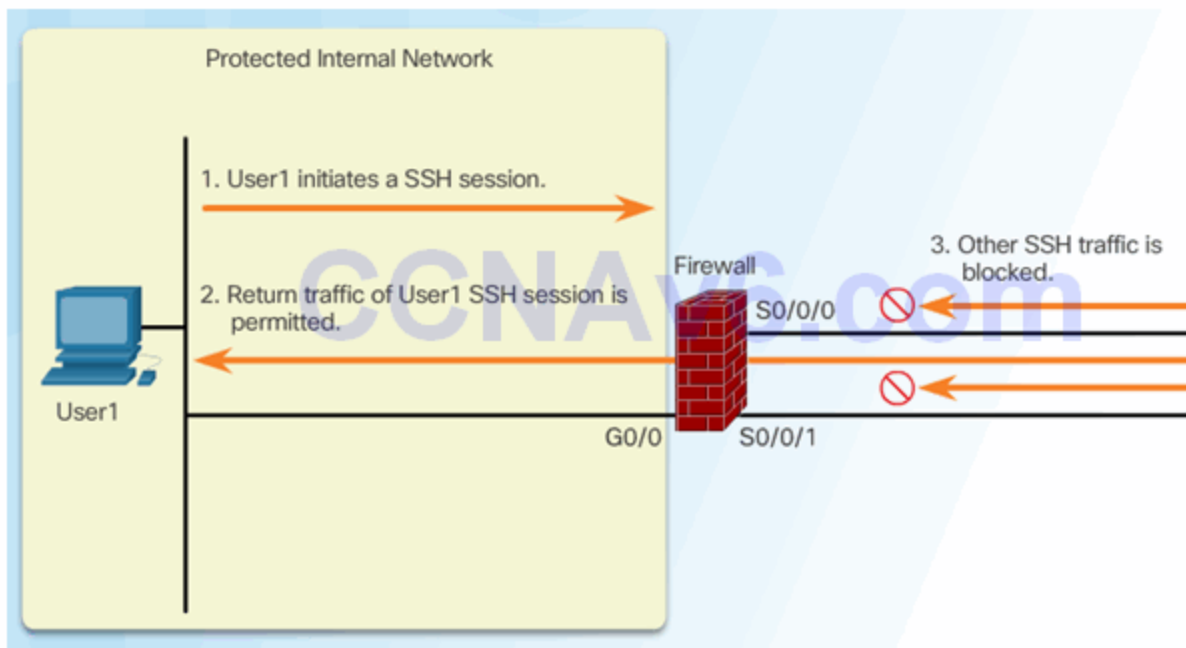 Protected Internal Network
1. User1 initiates a SSH session.
3. Other SSH traffic is
blocked.
Firewall
CCNAv6.com
2. Return traffic of User1 SSH session is
permitted.
S0/0/0
User1
G0/0
S0/0/1